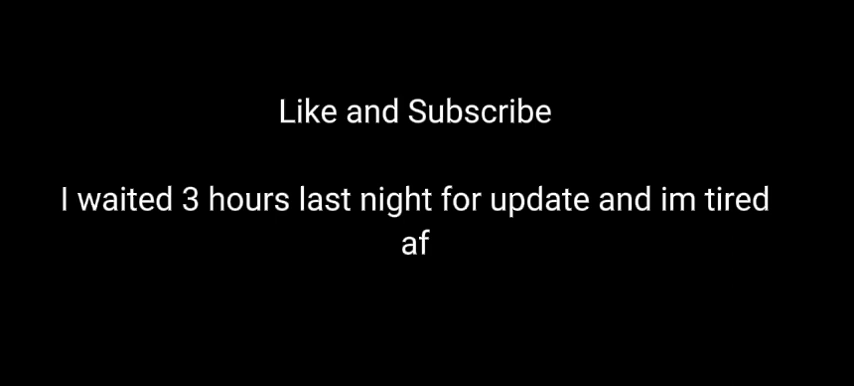 Like and Subscribe
I waited 3 hours last night for update and im tired
af